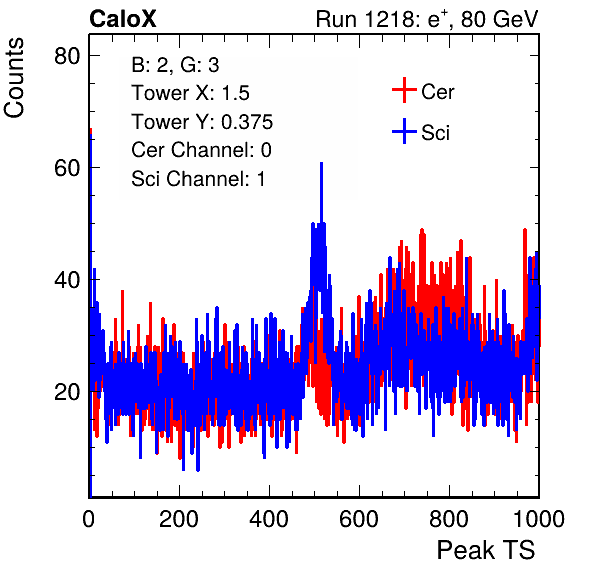 CaloX Run 1218: e+, 80 GeV
Counts
B: 2, G: 3
Tower X: 1.5
Tower Y: 0.375
Cer Channel: 0
Sci Channel: 1
Cer
Sci
80
60
40
20
0 200 400 600 800 1000
Peak TS